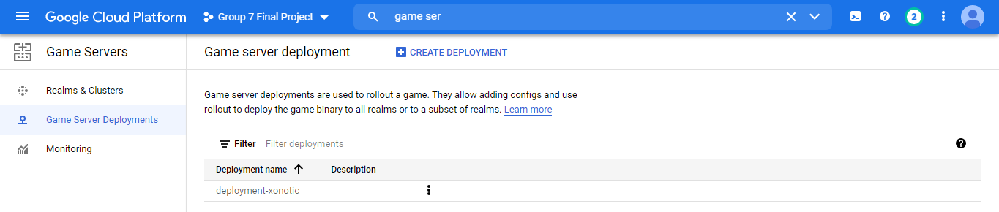 Google Cloud Platform
Group 7 Final Project
game ser
2
Game Servers
Game server deployment
CREATE DEPLOYMENT
Realms & Clusters
Game Server Deployments
Monitoring
Game server deployments are used to rollout a game. They allow adding configs and use
rollout to deploy the game binary to all realms or to a subset of realms. Learn more
Filter Filter deployments
Deployment name Description
deployment-xonotic